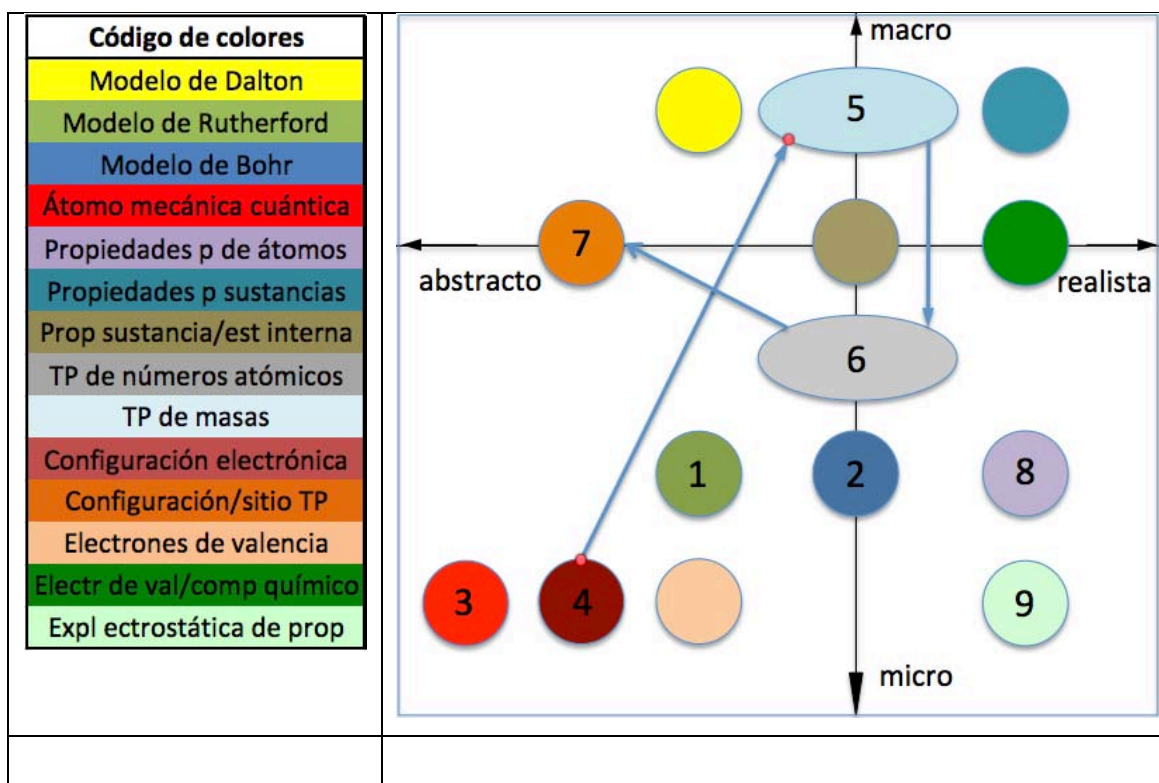 Código de colores
Modelo de Dalton
Modelo de Rutherford
Modelo de Bohr
Átomo mecánica cuántica
Propiedades p de átomos
Propiedades p sustancias
Prop sustancia/est interna
TP de números atómicos
TP de masas
Configuración electrónica
Configuración/sitio TP
Electrones de valencia
Electr de val/comp químico
Expl ectrostática de prop
macro
5
7
abstracto
realista
6
1
2
8
3
4
9
micro